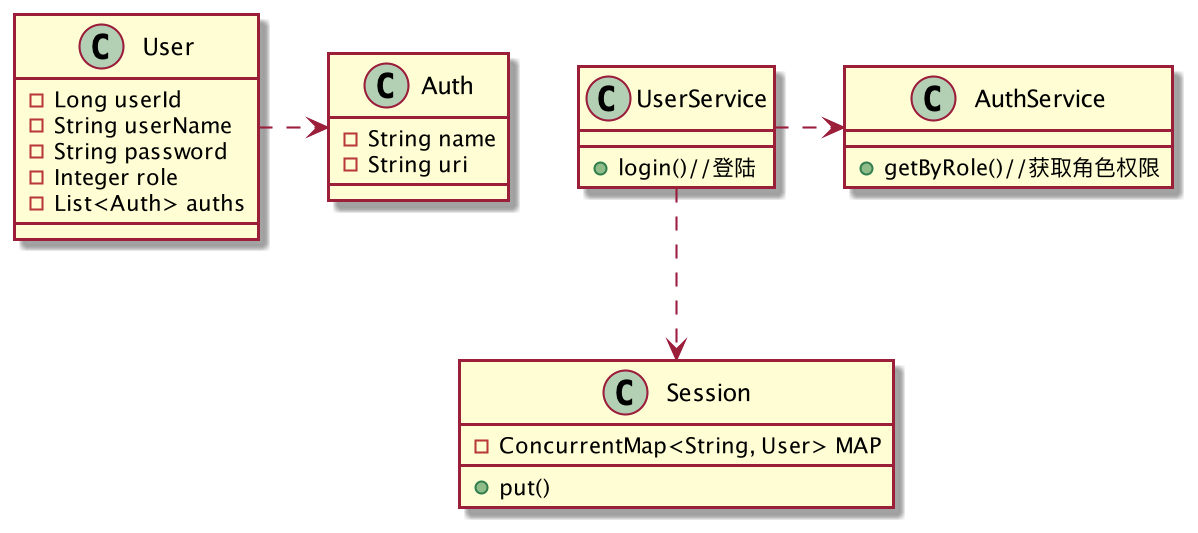 C User
Long userId
String userName
String password
Integer role
List<Auth> auths
C Auth
String name
String uri
C UserService
login()//登陆
C AuthService
getByRole()//获取角色权限
C Session
ConcurrentMap<String, User> MAP
put()